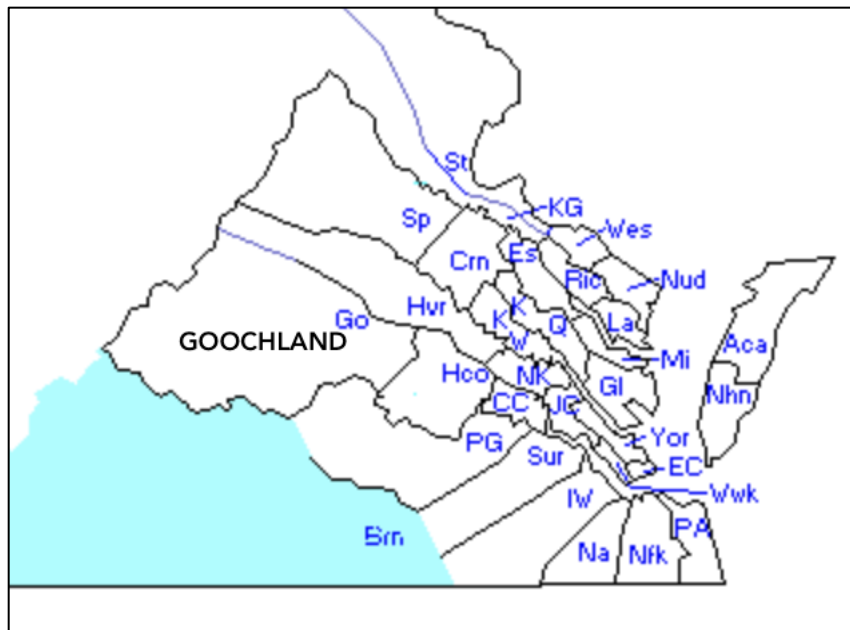 St
KG
Sp
Wes
Es
Crn
Ric
Nud
Hvr
K
Go
K
Q
La
GOOCHLAND
W
Mi
Aca
Hco
NK
Gl
Nhn
CC
JC
PG
Yor
Sur
EC
IW
Wwk
Brn
PA
Na
Nfk